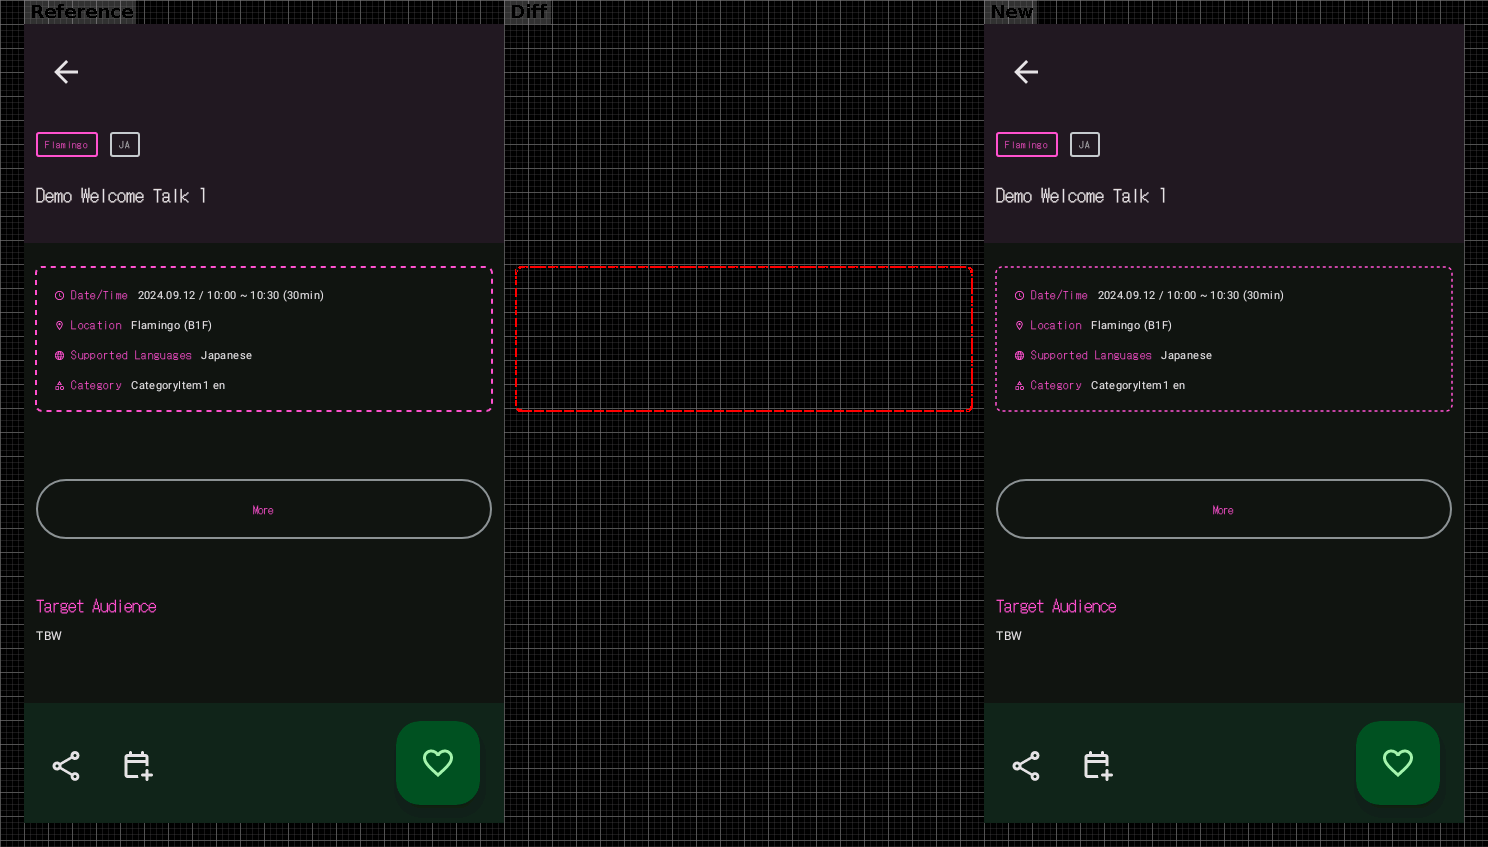 Reference
Diff
New
Flamingo
JA
Demo Welcome Talk 1
Date/Time 2024.09.12 / 10:00 ~ 10:30 (30min)
Location Flamingo (B1F)
Supported Languages Japanese
Category CategoryItem1 en
More
Target Audience
TBW
Flamingo
JA
Demo Welcome Talk 1
Date/Time 2024.09.12 / 10:00 ~ 10:30 (30min)
Location Flamingo (B1F)
Supported Languages Japanese
Category CategoryItem1 en
More
Target Audience
TBW